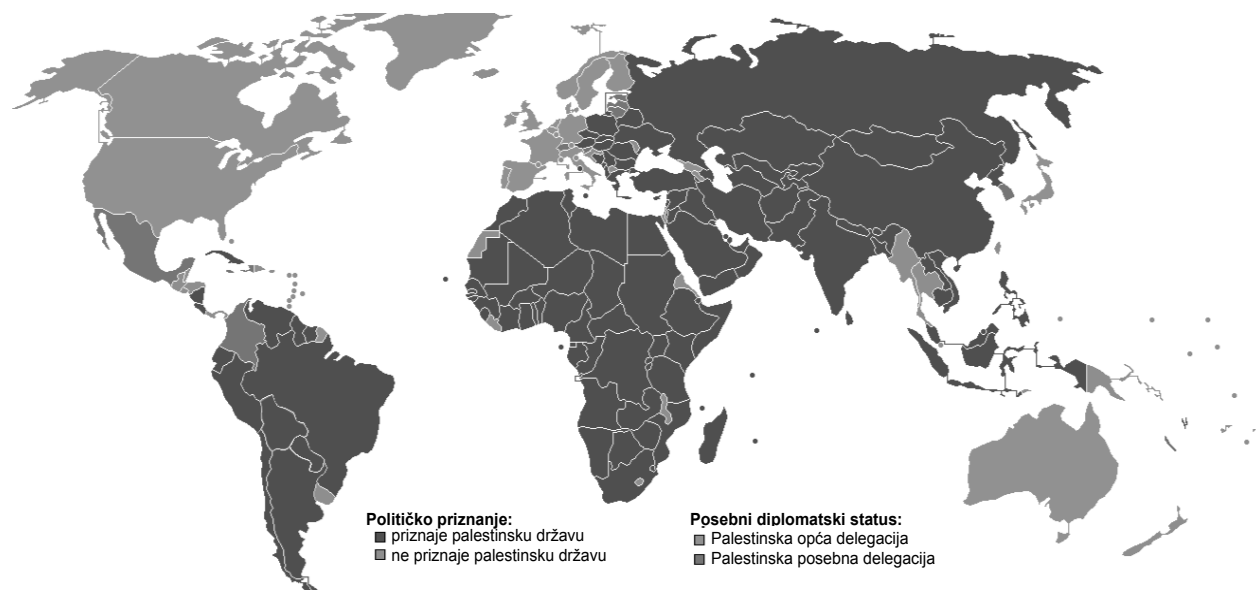 Političko priznanje:
priznaje palestinsku državu
ne priznaje palestinsku državu
Posebni diplomatski status:
Palestinska opća delegacija
Palestinska posebna delegacija